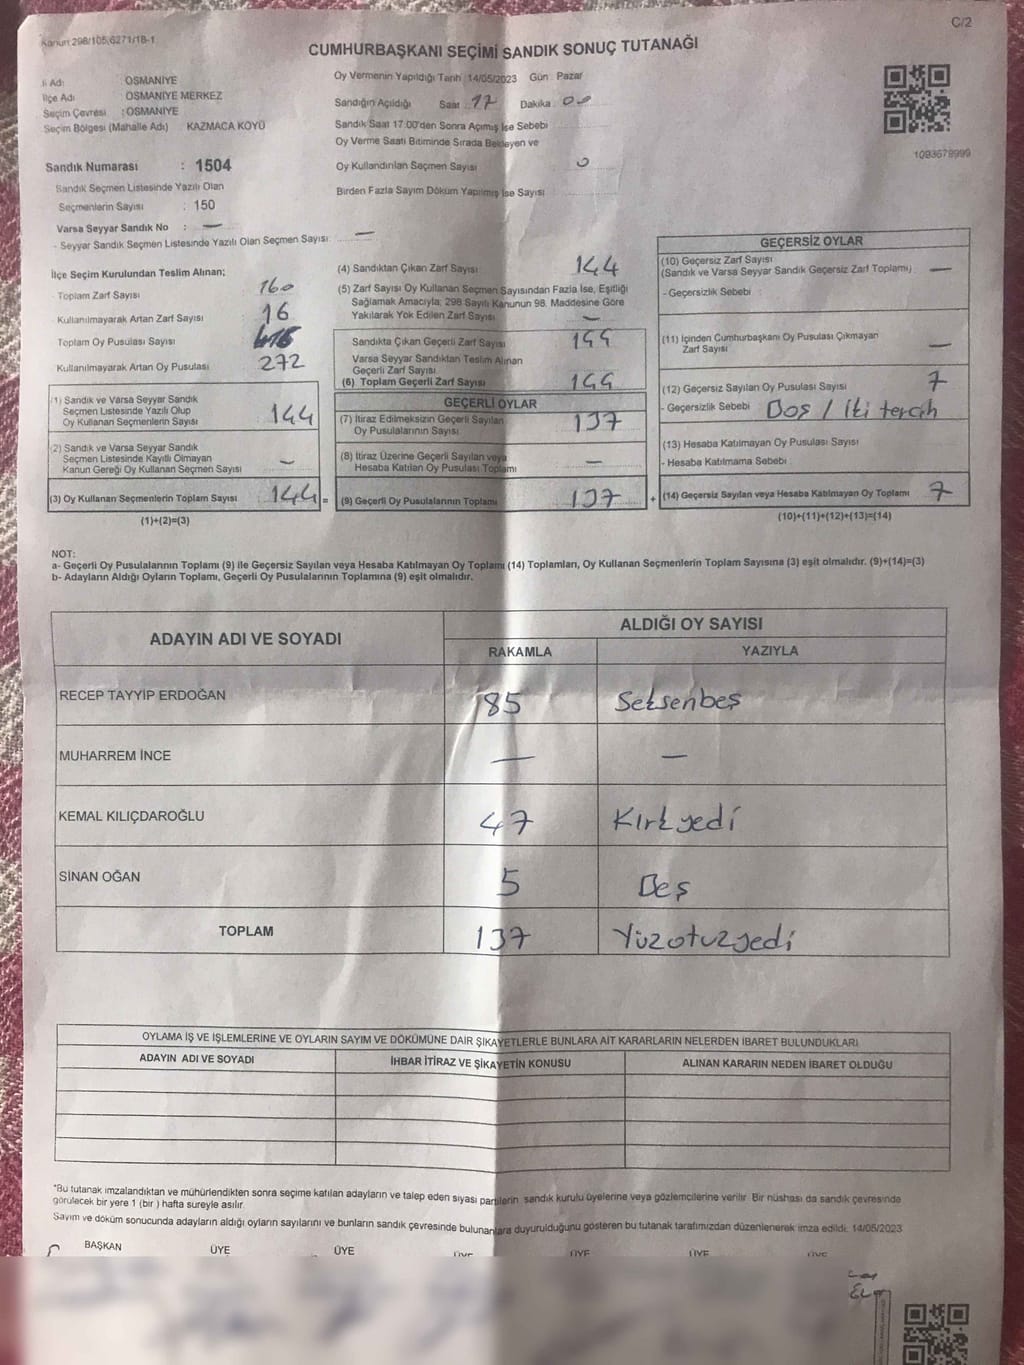 Kanun:298/105,6271/18-1
C/2
CUMHURBAŞKANI SEÇİMİ SANDIK SONUÇ TUTANAĞI
İl Adı : OSMANİYE
İlçe Adı : OSMANİYE MERKEZ
Seçim Çevresi : OSMANİYE
Seçim Bölgesi (Mahalle Adı) KAZMACA KÖYÜ
Oy Vermenin Yapıldığı Tarih :14/05/2023 Gün : Pazar
Sandığın Açıldığı Saat : 17 Dakika : 00
Sandık Saat 17:00'den Sonra Açılmış İse Sebebi
Oy Verme Saati Bitiminde Sırada Bekleyen ve
Oy Kullandırılan Seçmen Sayısı 0
Birden Fazla Sayım Döküm Yapılmış İse Sayısı
1093679999
Sandık Numarası : 1504
Sandık Seçmen Listesinde Yazılı Olan
Seçmenlerin Sayısı : 150
Varsa Seyyar Sandık No : —
- Seyyar Sandık Seçmen Listesinde Yazılı Olan Seçmen Sayısı: —
İlçe Seçim Kurulundan Teslim Alınan;
- Toplam Zarf Sayısı 160
- Kullanılmayarak Artan Zarf Sayısı 16
Toplam Oy Pusulası Sayısı
Kullanılmayarak Artan Oy Pusulası 272
(1) Sandık ve Varsa Seyyar Sandık
Seçmen Listesinde Yazılı Olup
Oy Kullanan Seçmenlerin Sayısı 144
(2) Sandık ve Varsa Seyyar Sandık
Seçmen Listesinde Kayıtlı Olmayan
Kanun Gereği Oy Kullanan Seçmen Sayısı —
(3) Oy Kullanan Seçmenlerin Toplam Sayısı : 144 =
(1)+(2)=(3)
(4) Sandıktan Çıkan Zarf Sayısı 144
(5) Zarf Sayısı Oy Kullanan Seçmen Sayısından Fazla İse, Eşitliği
Sağlamak Amacıyla, 298 Sayılı Kanunun 98. Maddesine Göre
Yakılarak Yok Edilen Zarf Sayısı —
Sandıkta Çıkan Geçerli Zarf Sayısı 144
Varsa Seyyar Sandıktan Teslim Alınan
Geçerli Zarf Sayısı
(6) Toplam Geçerli Zarf Sayısı 144
GEÇERLİ OYLAR
(7) İtiraz Edilmeksizin Geçerli Sayılan
Oy Pusulalarının Sayısı 137
(8) İtiraz Üzerine Geçerli Sayılan veya
Hesaba Katılan Oy Pusulası Toplamı —
(9) Geçerli Oy Pusulalarının Toplamı 137 +
GEÇERSİZ OYLAR
(10) Geçersiz Zarf Sayısı
(Sandık ve Varsa Seyyar Sandık Geçersiz Zarf Toplamı) —
- Geçersizlik Sebebi :
(11) İçinden Cumhurbaşkanı Oy Pusulası Çıkmayan
Zarf Sayısı —
(12) Geçersiz Sayılan Oy Pusulası Sayısı 7
- Geçersizlik Sebebi Boş / İki tercih
(13) Hesaba Katılmayan Oy Pusulası Sayısı
- Hesaba Katılmama Sebebi :
(14) Geçersiz Sayılan veya Hesaba Katılmayan Oy Toplamı 7
(10)+(11)+(12)+(13)=(14)
NOT:
a- Geçerli Oy Pusulalarının Toplamı (9) ile Geçersiz Sayılan veya Hesaba Katılmayan Oy Toplamı (14) Toplamları, Oy Kullanan Seçmenlerin Toplam Sayısına (3) eşit olmalıdır. (9)+(14)=(3)
b- Adayların Aldığı Oyların Toplamı, Geçerli Oy Pusulalarının Toplamına (9) eşit olmalıdır.
ADAYIN ADI VE SOYADI
ALDIĞI OY SAYISI
RAKAMLA YAZIYLA
RECEP TAYYİP ERDOĞAN 85 Seksenbeş
MUHARREM İNCE — —
KEMAL KILIÇDAROĞLU 47 Kırkyedi
SİNAN OĞAN 5 Beş
TOPLAM 137 Yüzotuzyedi
OYLAMA İŞ VE İŞLEMLERİNE VE OYLARIN SAYIM VE DÖKÜMÜNE DAİR ŞİKAYETLERLE BUNLARA AİT KARARLARIN NELERDEN İBARET BULUNDUKLARI
ADAYIN ADI VE SOYADI İHBAR İTİRAZ VE ŞİKAYETİN KONUSU ALINAN KARARIN NEDEN İBARET OLDUĞU
*Bu tutanak imzalandıktan ve mühürlendikten sonra seçime katılan adayların ve talep eden siyasi partilerin sandık kurulu üyelerine veya gözlemcilerine verilir. Bir nüshası da sandık çevresinde
görülecek bir yere 1 (bir) hafta süreyle asılır.
Sayım ve döküm sonucunda adayların aldığı oyların sayılarını ve bunların sandık çevresinde bulunanlara duyurulduğunu gösteren bu tutanak tarafımızdan düzenlenerek imza edildi. 14/05/2023
BAŞKAN ÜYE ÜYE ÜYE ÜYE ÜYE ÜYE